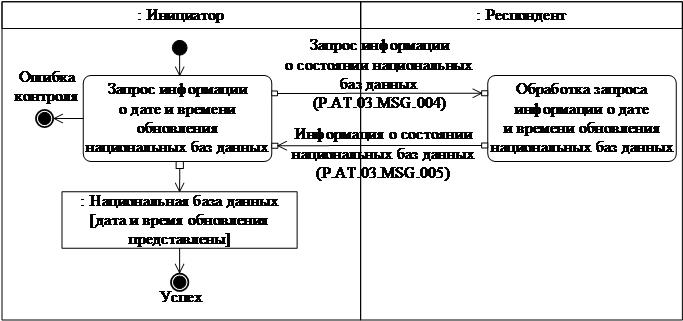 : Инициатор
: Респондент
Запрос информации
о состоянии национальных
баз данных
(P.AT.03.MSG.004)
Ошибка
контроля
Запрос информации
о дате и времени
обновления
национальных баз данных
Обработка запроса
информации о дате
и времени обновления
национальных баз данных
Информация о состоянии
национальных баз данных
(P.AT.03.MSG.005)
: Национальная база данных
[дата и время обновления
представлены]
Успех